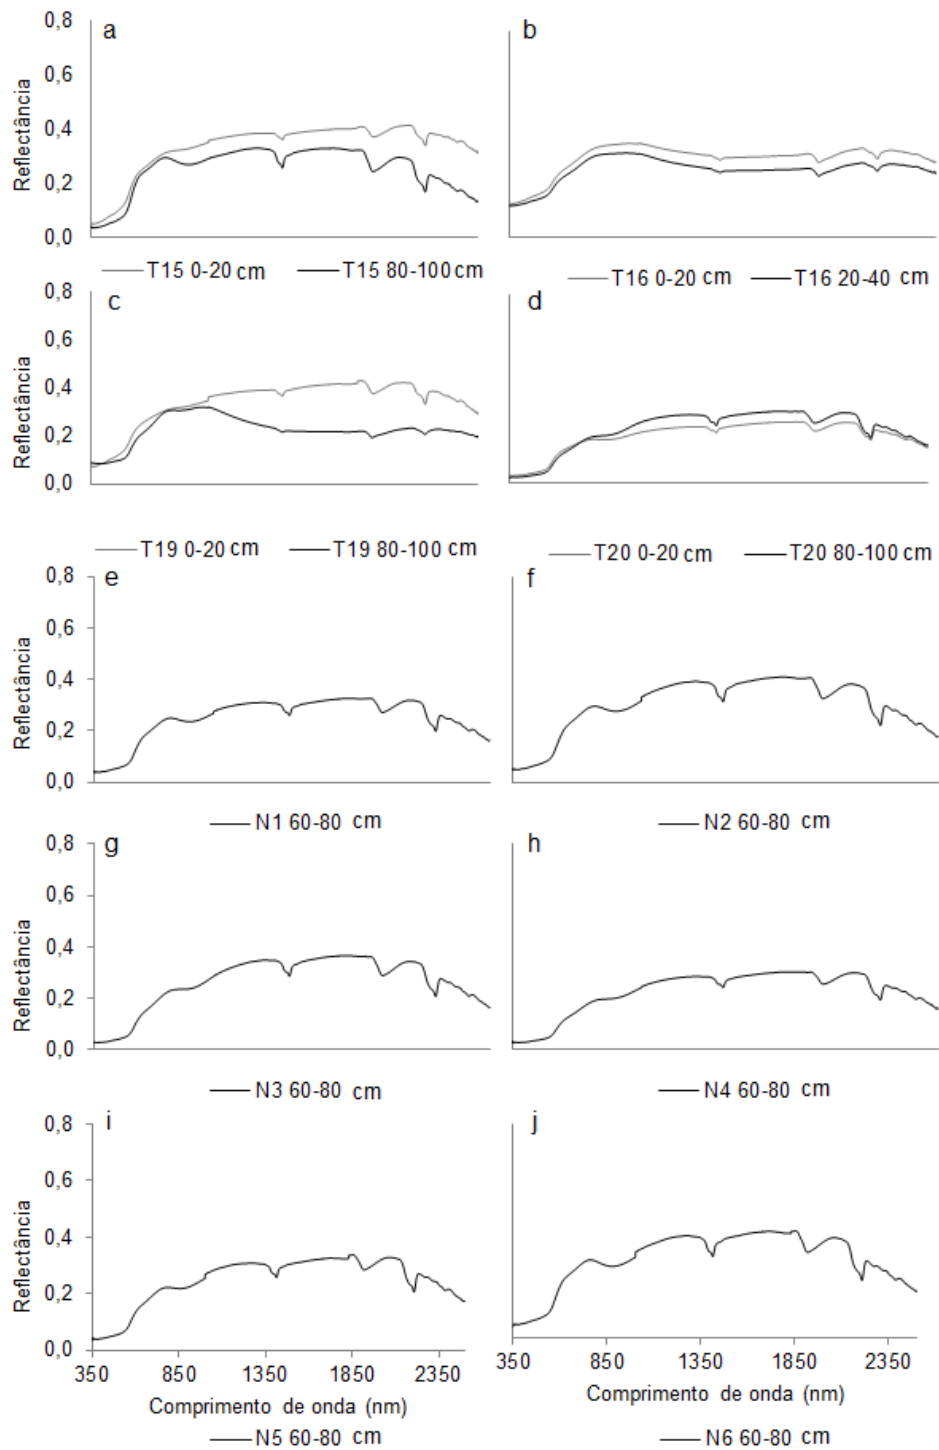 a
b
0,8
0,6
0,4
0,2
0,0
Reflectância
T15 0-20 cm
T15 80-100 cm
T16 0-20 cm
T16 20-40 cm
c
d
0,8
0,6
0,4
0,2
0,0
Reflectância
T19 0-20 cm
T19 80-100 cm
T20 0-20 cm
T20 80-100 cm
e
f
0,8
0,6
0,4
0,2
0,0
Reflectância
N1 60-80 cm
N2 60-80 cm
g
h
0,8
0,6
0,4
0,2
0,0
Reflectância
N3 60-80 cm
N4 60-80 cm
i
j
0,8
0,6
0,4
0,2
0,0
Reflectância
350 850 1350 1850 2350
350 850 1350 1850 2350
Comprimento de onda (nm)
Comprimento de onda (nm)
N5 60-80 cm
N6 60-80 cm